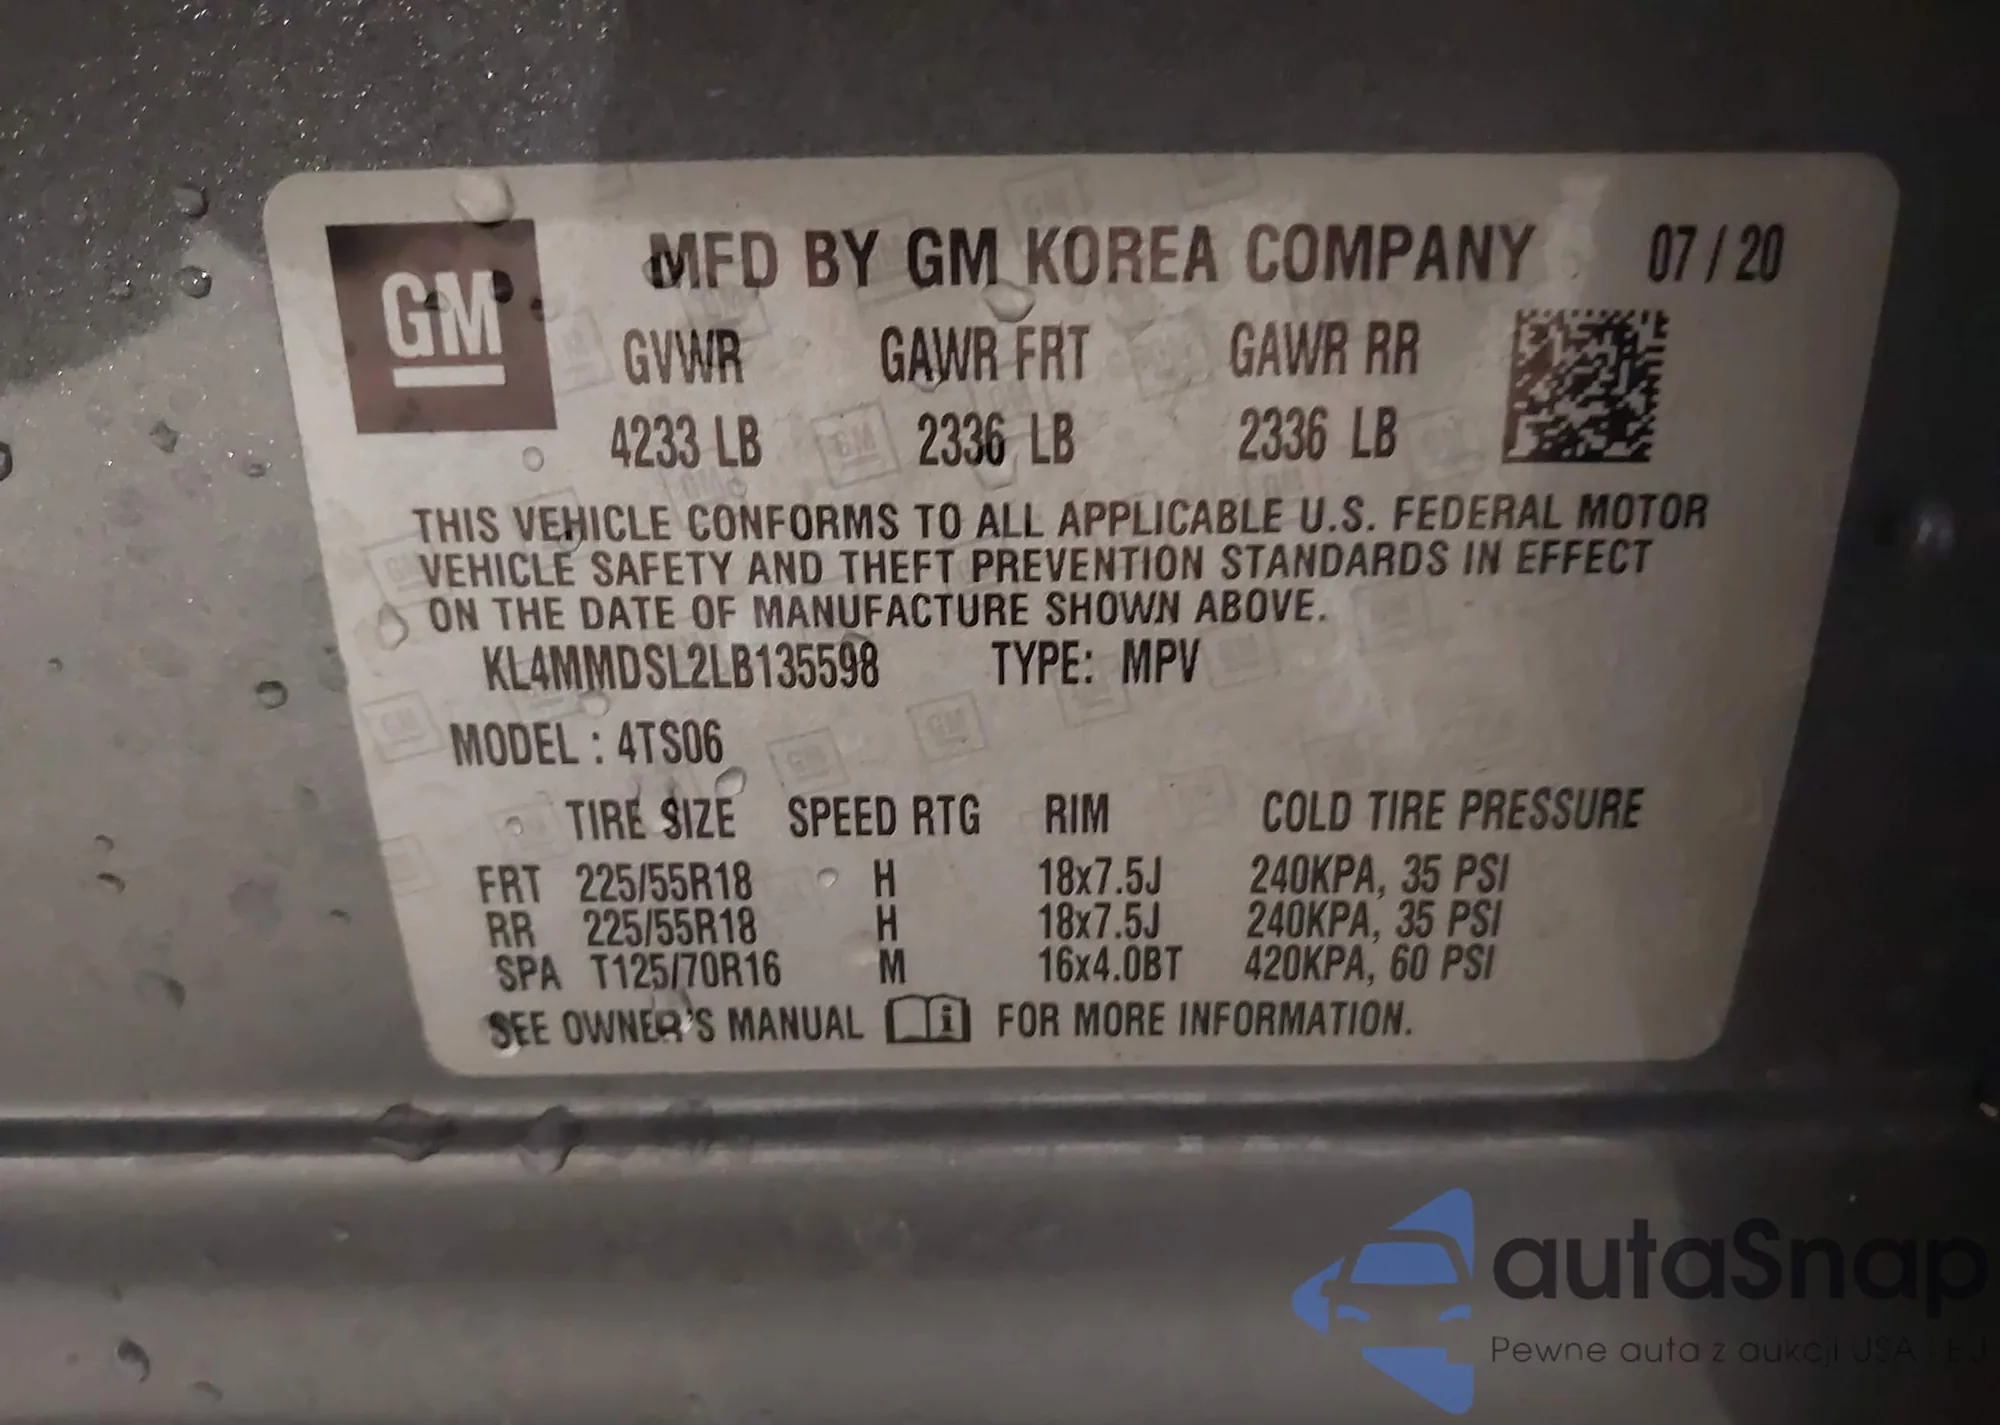 GM
MFD BY GM KOREA COMPANY 07 / 20
GVWR GAWR FRT GAWR RR
4233 LB 2336 LB 2336 LB
THIS VEHICLE CONFORMS TO ALL APPLICABLE U.S. FEDERAL MOTOR
VEHICLE SAFETY AND THEFT PREVENTION STANDARDS IN EFFECT
ON THE DATE OF MANUFACTURE SHOWN ABOVE.
KL4MMDSL2LB135598 TYPE: MPV
MODEL : 4TS06
TIRE SIZE SPEED RTG RIM COLD TIRE PRESSURE
FRT 225/55R18 H 18x7.5J 240KPA, 35 PSI
RR 225/55R18 H 18x7.5J 240KPA, 35 PSI
SPA T125/70R16 M 16x4.0BT 420KPA, 60 PSI
SEE OWNER'S MANUAL i FOR MORE INFORMATION.
autaSnap
Pewne auta z aukcji USA i EJ